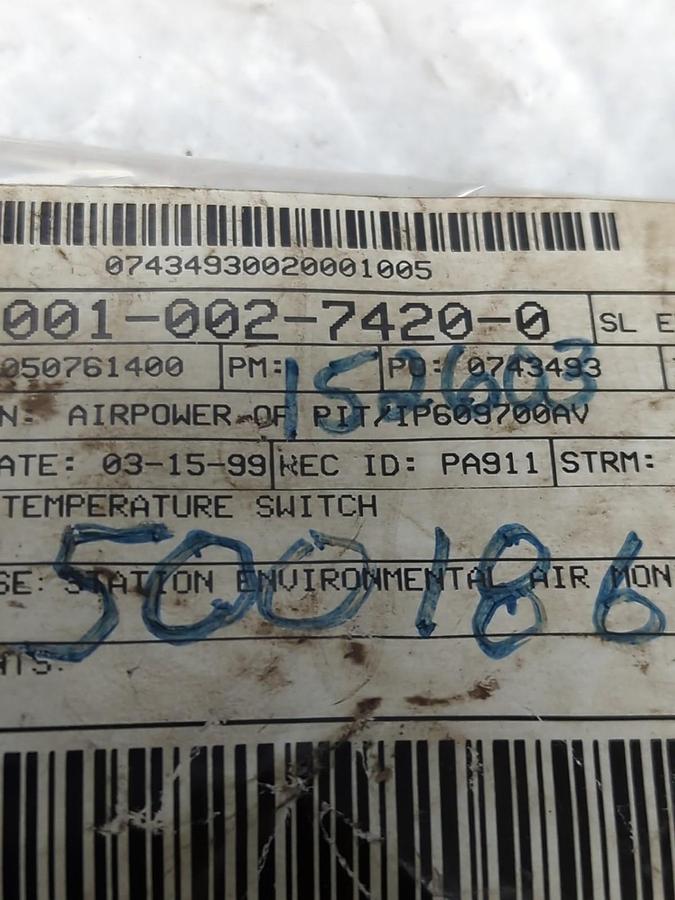 07434930020001005
001-002-7420-0 SL E
050761400 PM: PO: 0743493
152603
N: AIRPOWER OF PIT/IP609700AV
ATE: 03-15-99 REC ID: PA911 STRM:
TEMPERATURE SWITCH
SE: STATION ENVIRONMENTAL AIR MON
500186
NTS: